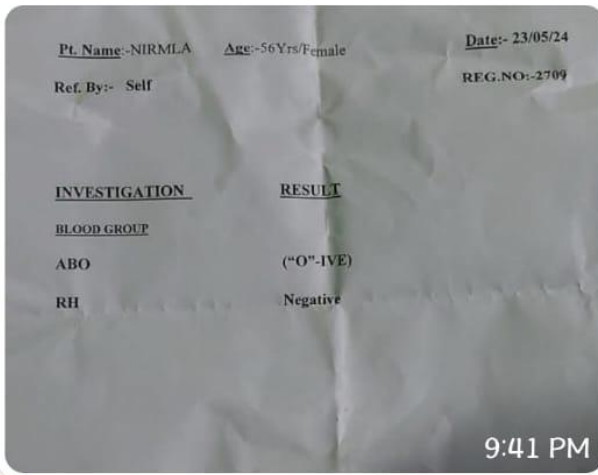 Pt. Name:-NIRMLA Age:-56Yrs/Female Date:- 23/05/24
Ref. By:- Self REG.NO:-2709
INVESTIGATION RESULT
BLOOD GROUP
ABO ("O"-IVE)
RH Negative
9:41 PM